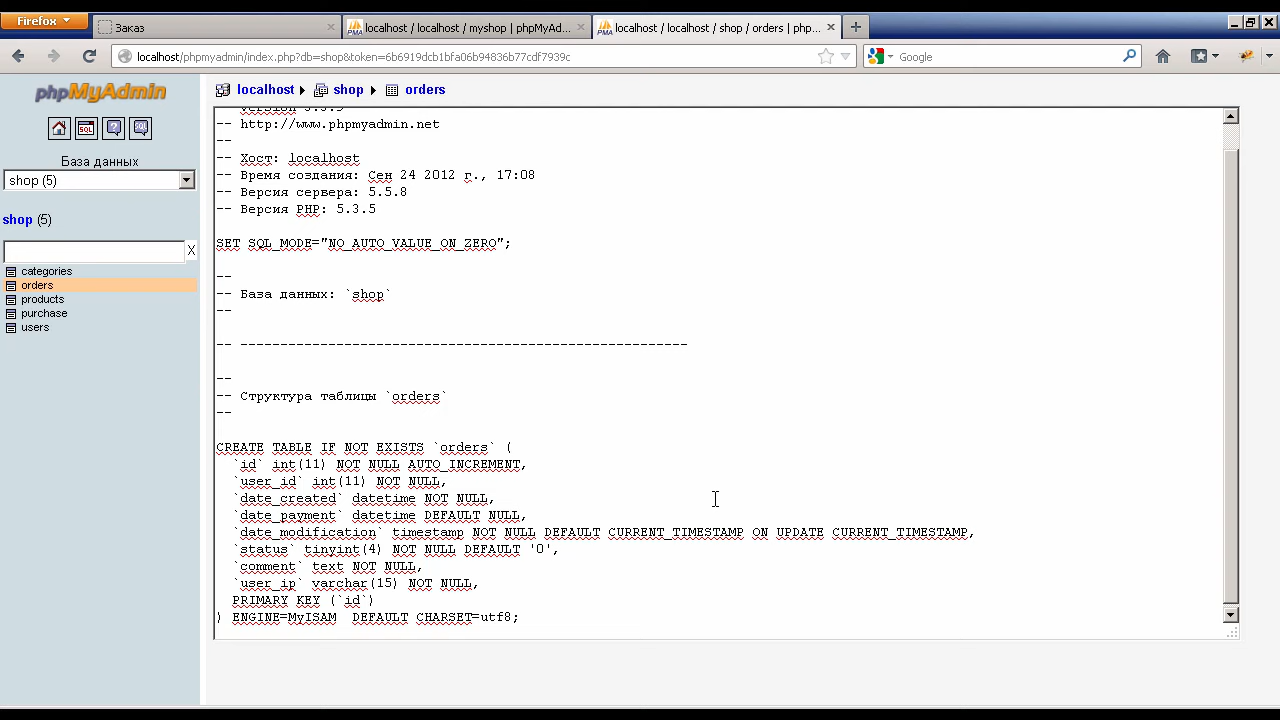 Firefox
Заказ
localhost / localhost / myshop | phpMyAd...
localhost / localhost / shop / orders | php...
localhost/phpmyadmin/index.php?db=shop&token=6b6919dcb1bfa06b94836b77cdf7939c
Google
phpMyAdmin
localhost
shop
orders
SQL
База данных
shop (5)
shop (5)
X
categories
orders
products
purchase
users
-- http://www.phpmyadmin.net
--
-- Хост: localhost
-- Время создания: Сен 24 2012 г., 17:08
-- Версия сервера: 5.5.8
-- Версия PHP: 5.3.5
SET SQL_MODE="NO_AUTO_VALUE_ON_ZERO";
--
-- База данных: `shop`
--
-- --------------------------------------------------------
--
-- Структура таблицы `orders`
--
CREATE TABLE IF NOT EXISTS `orders` (
`id` int(11) NOT NULL AUTO_INCREMENT,
`user_id` int(11) NOT NULL,
`date_created` datetime NOT NULL,
`date_payment` datetime DEFAULT NULL,
`date_modification` timestamp NOT NULL DEFAULT CURRENT_TIMESTAMP ON UPDATE CURRENT_TIMESTAMP,
`status` tinyint(4) NOT NULL DEFAULT '0',
`comment` text NOT NULL,
`user_ip` varchar(15) NOT NULL,
PRIMARY KEY (`id`)
) ENGINE=MyISAM  DEFAULT CHARSET=utf8;